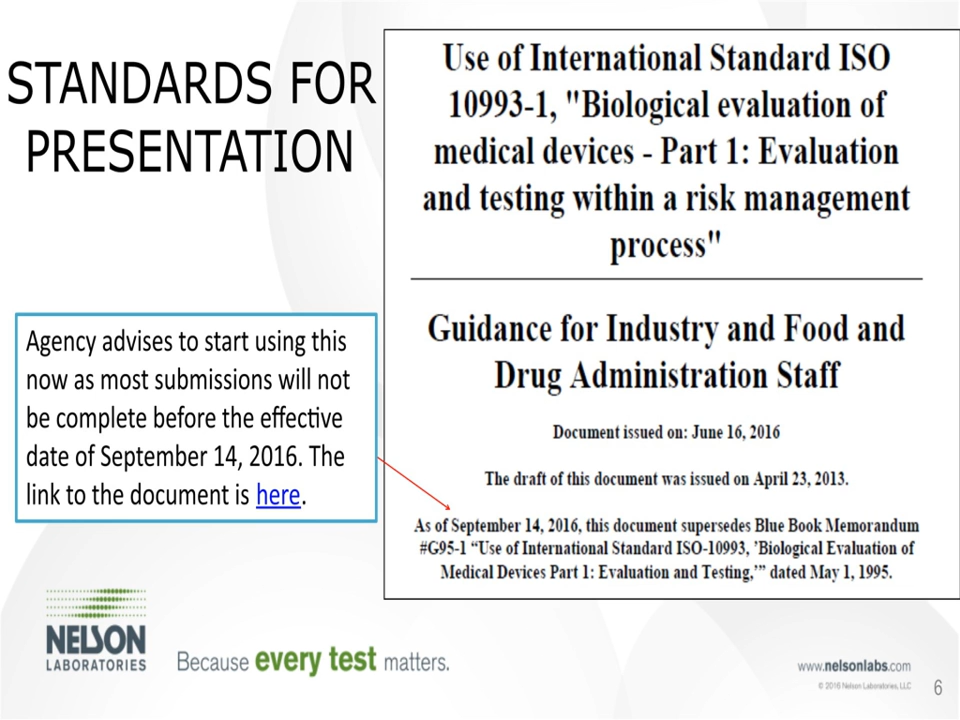 STANDARDS FOR
PRESENTATION
Use of International Standard ISO
10993-1, "Biological evaluation of
medical devices - Part 1: Evaluation
and testing within a risk management
process"
Guidance for Industry and Food and
Drug Administration Staff
Document issued on: June 16, 2016
The draft of this document was issued on April 23, 2013.
As of September 14, 2016, this document supersedes Blue Book Memorandum
#G95-1 “Use of International Standard ISO-10993, ’Biological Evaluation of
Medical Devices Part 1: Evaluation and Testing,’” dated May 1, 1995.
Agency advises to start using this
now as most submissions will not
be complete before the effective
date of September 14, 2016. The
link to the document is here.
NELSON
LABORATORIES
Because every test matters.
www.nelsonlabs.com
© 2016 Nelson Laboratories, LLC
6